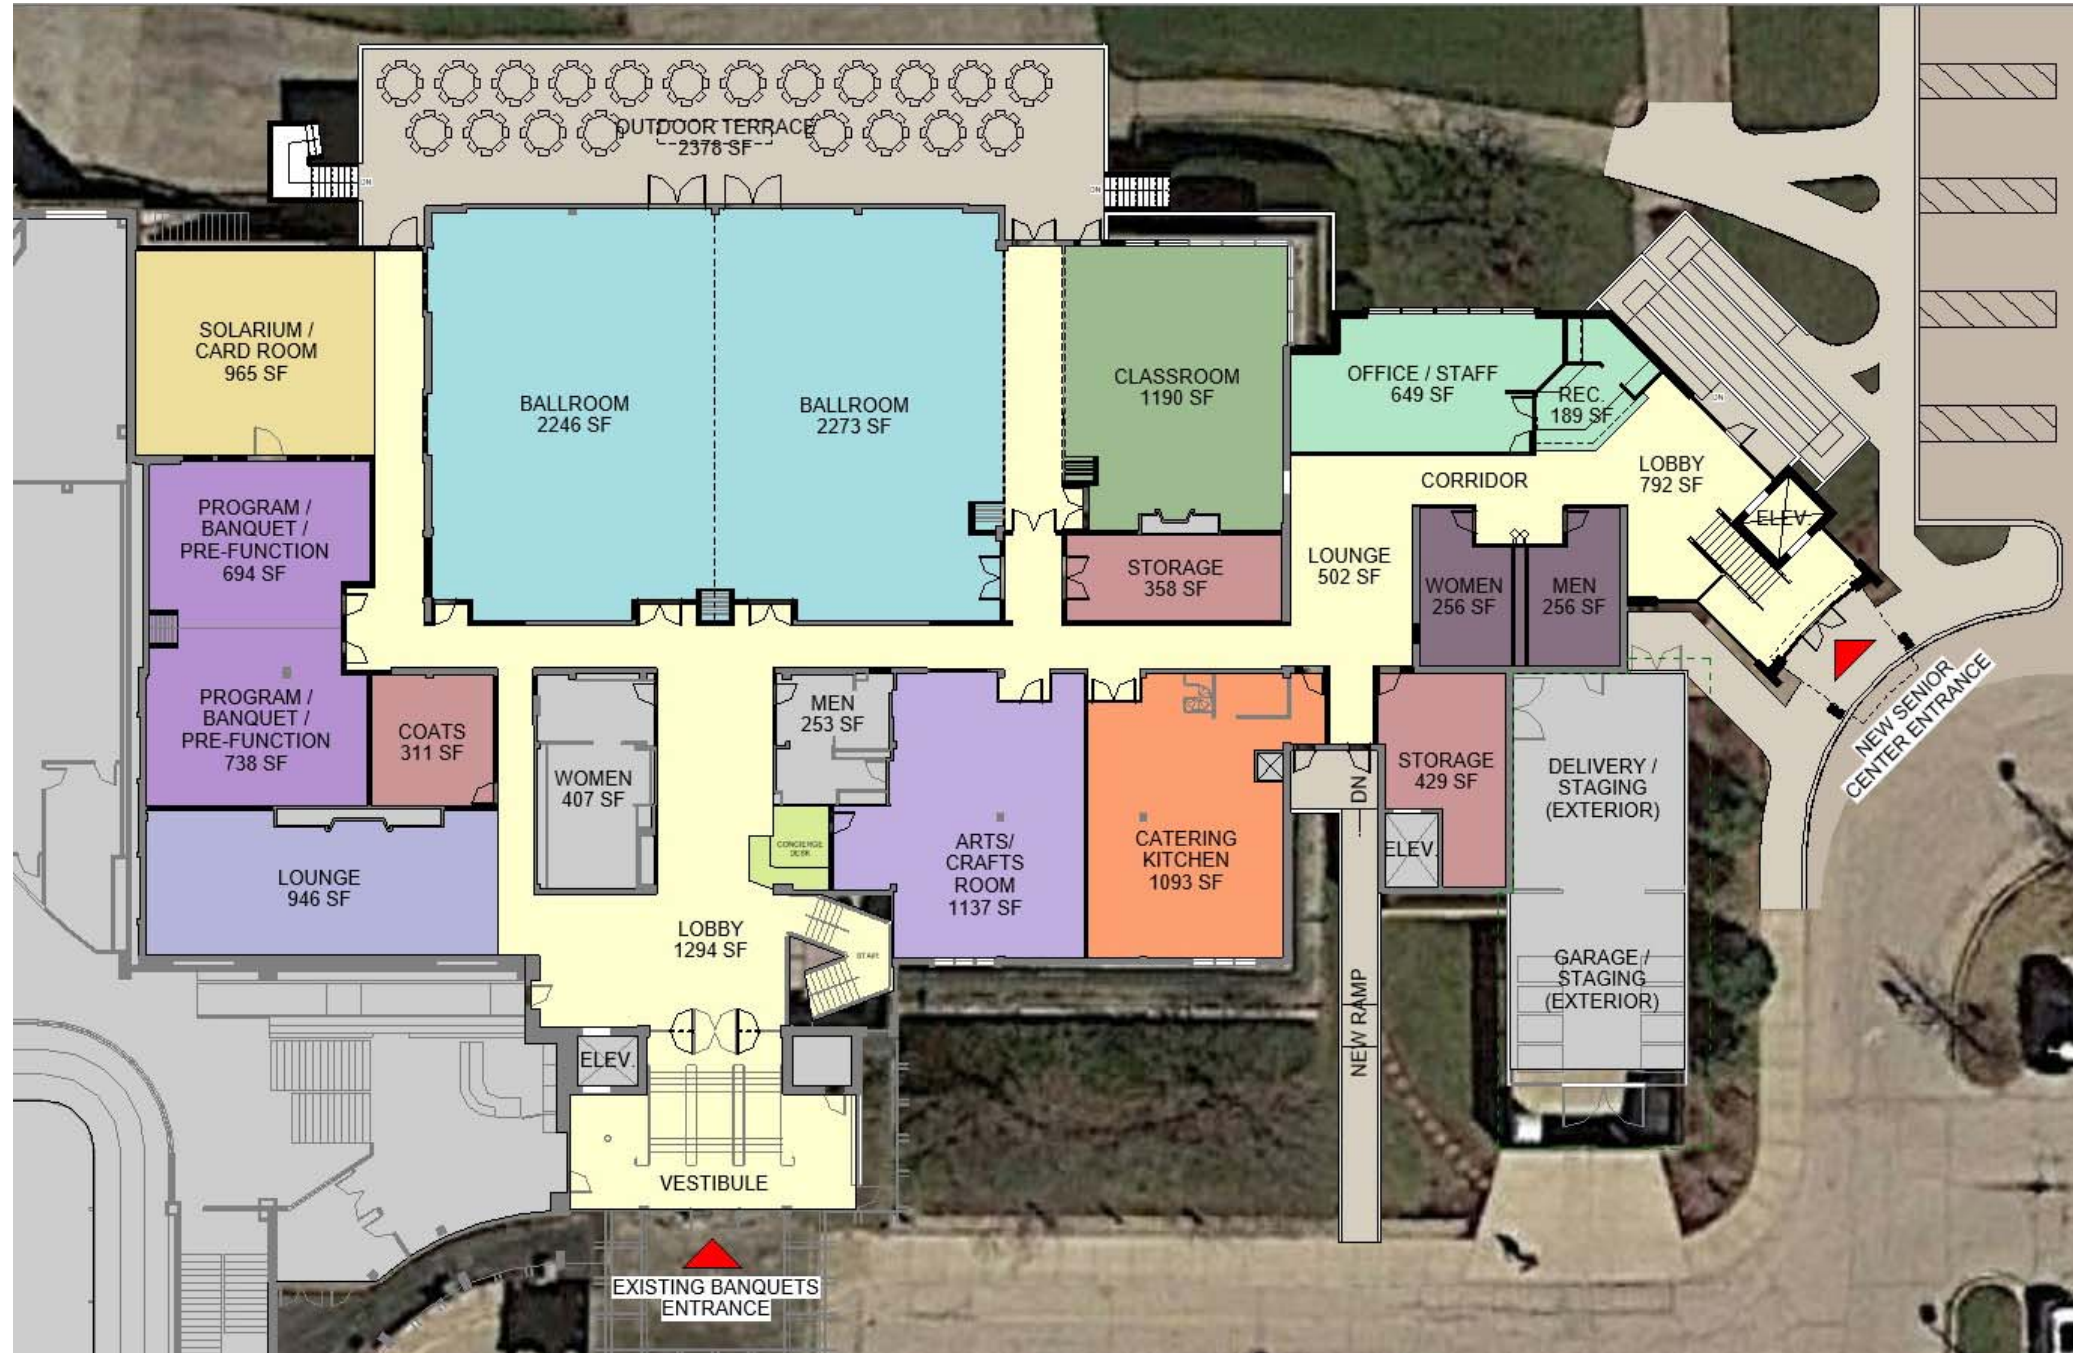 OUTDOOR TERRACE
2378 SF
DN
DN
SOLARIUM /
CARD ROOM
965 SF
BALLROOM
2246 SF
BALLROOM
2273 SF
CLASSROOM
1190 SF
OFFICE / STAFF
649 SF
REC.
189 SF
DN
CORRIDOR
LOBBY
792 SF
ELEV.
PROGRAM /
BANQUET /
PRE-FUNCTION
694 SF
STORAGE
358 SF
LOUNGE
502 SF
WOMEN
256 SF
MEN
256 SF
NEW SENIOR
CENTER ENTRANCE
PROGRAM /
BANQUET /
PRE-FUNCTION
738 SF
COATS
311 SF
WOMEN
407 SF
MEN
253 SF
CONCIERGE
DESK
ARTS/
CRAFTS
ROOM
1137 SF
CATERING
KITCHEN
1093 SF
DN
STORAGE
429 SF
ELEV.
DELIVERY /
STAGING
(EXTERIOR)
LOUNGE
946 SF
LOBBY
1294 SF
STAIR
NEW RAMP
GARAGE /
STAGING
(EXTERIOR)
ELEV.
VESTIBULE
EXISTING BANQUETS
ENTRANCE